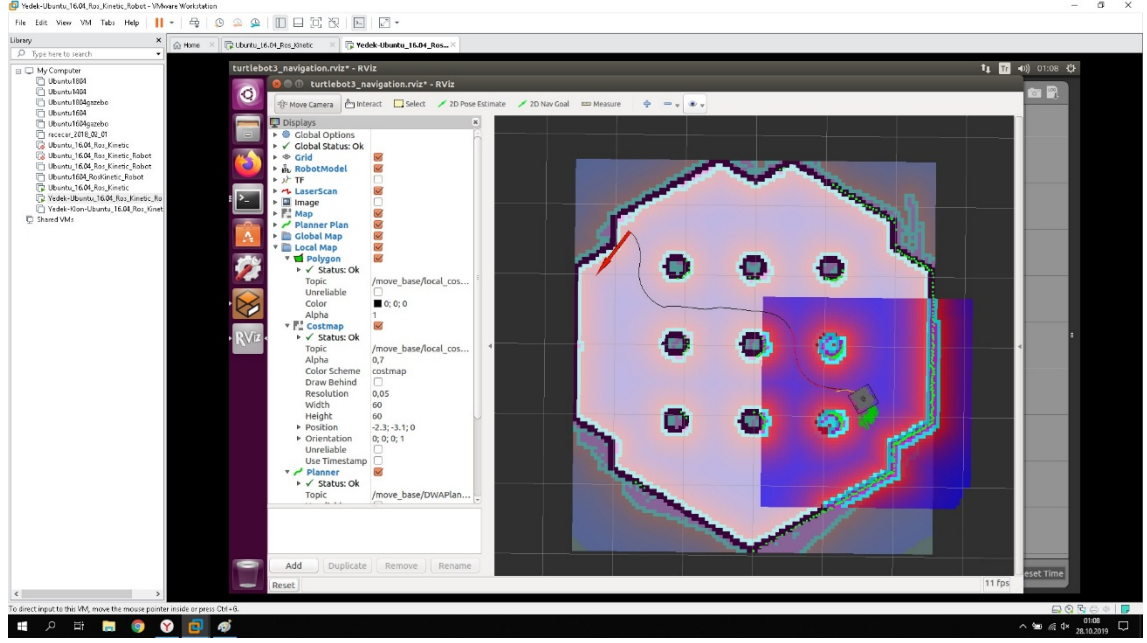 Yedek-Ubuntu_16.04_Ros_Kinetic_Robot - VMware Workstation
File Edit View VM Tabs Help
Library
Type here to search
My Computer
Ubuntu1804
Ubuntu1404
Ubuntu1804gazebo
Ubuntu1604
Ubuntu1604gazebo
racecar_2018_02_01
Ubuntu_16.04_Ros_Kinetic
Ubuntu_16.04_Ros_Kinetic_Robot
Ubuntu_16.04_Ros_Kinetic_Robot
Ubuntu1604_RosKinetic_Robot
Ubuntu_16.04_Ros_Kinetic
Yedek-Ubuntu_16.04_Ros_Kinetic_Ro
Yedek-Klon-Ubuntu_16.04_Ros_Kinet
Shared VMs
Home Ubuntu_16.04_Ros_Kinetic Yedek-Ubuntu_16.04_Ros...
turtlebot3_navigation.rviz* - RViz Tr 01:08
turtlebot3_navigation.rviz* - RViz
Move Camera Interact Select 2D Pose Estimate 2D Nav Goal Measure
Displays
Global Options
Global Status: Ok
Grid
RobotModel
TF
LaserScan
Image
Map
Planner Plan
Global Map
Local Map
Polygon
Status: Ok
Topic /move_base/local_cos...
Unreliable
Color 0; 0; 0
Alpha 1
Costmap
Status: Ok
Topic /move_base/local_cos...
Alpha 0,7
Color Scheme costmap
Draw Behind
Resolution 0,05
Width 60
Height 60
Position -2.3; -3.1; 0
Orientation 0; 0; 0; 1
Unreliable
Use Timestamp
Planner
Status: Ok
Topic /move_base/DWAPlan...
Add Duplicate Remove Rename
Reset
11 fps
eset Time
RViz
To direct input to this VM, move the mouse pointer inside or press Ctrl+G.
01:08
28.10.2019